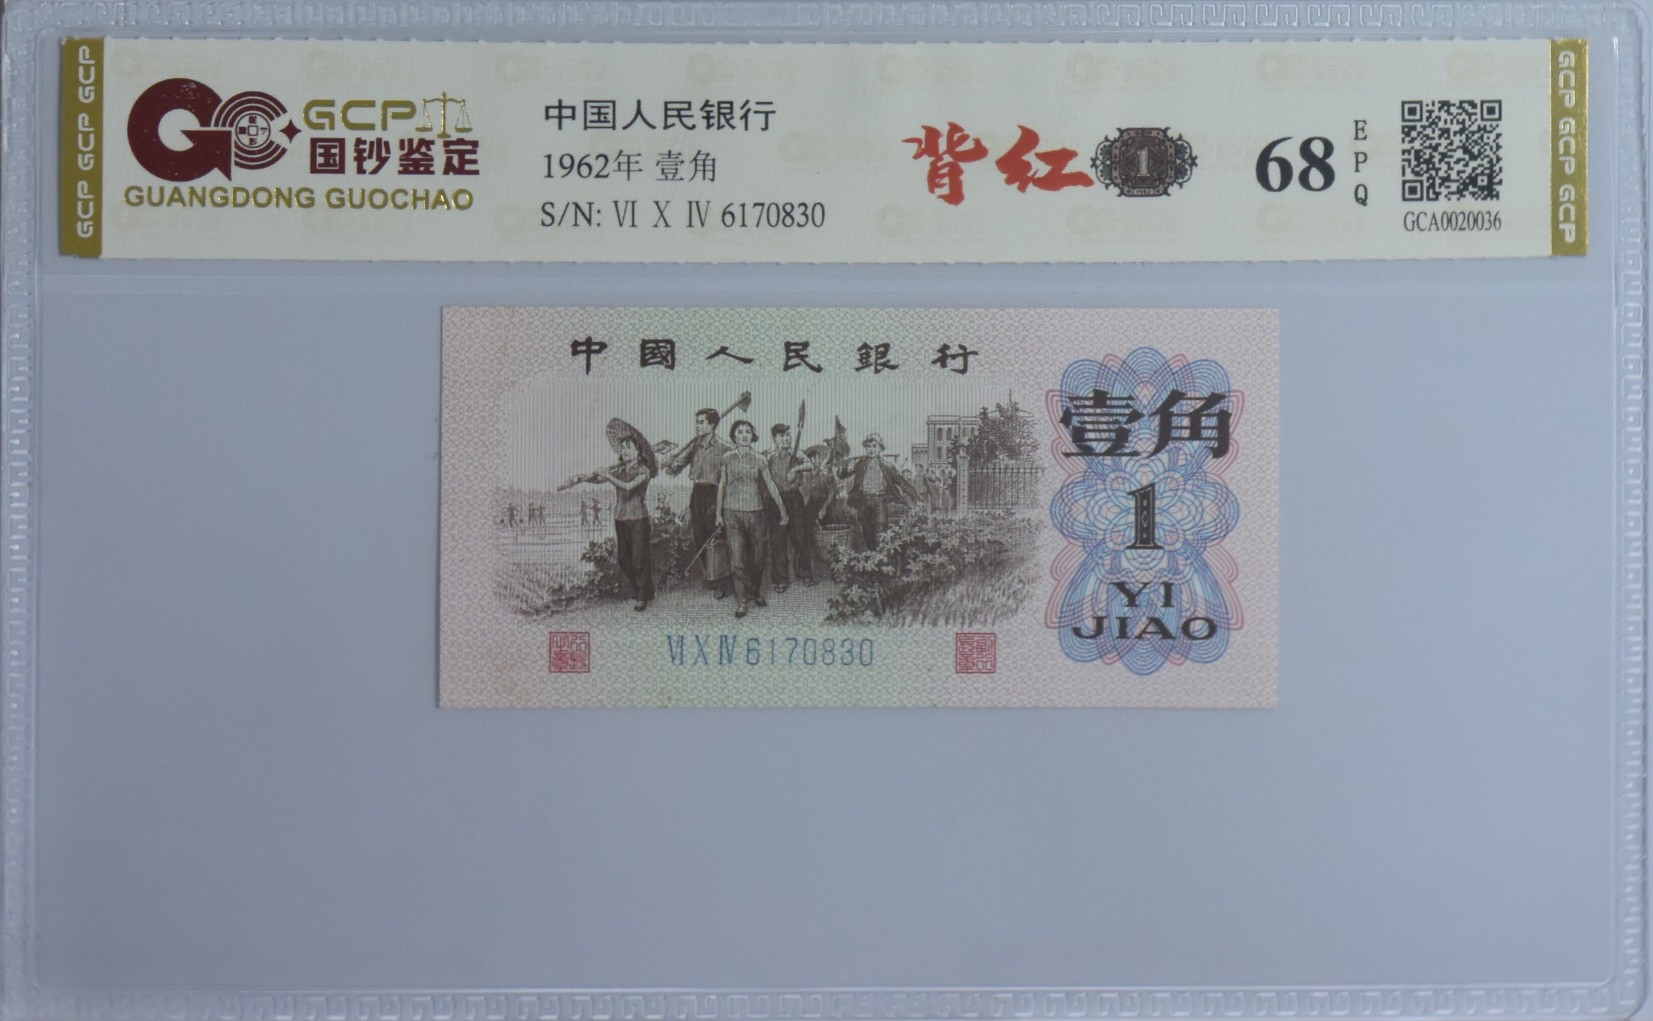 GCP GCP GCP
GCP
国钞鉴定
GUANGDONG GUOCHAO
中国人民银行
1962年 壹角
S/N: Ⅵ Ⅹ Ⅳ 6170830
背红
1
68
EPQ
GCA0020036
GCP GCP GCP
中國人民銀行
壹角
1
YI
JIAO
ⅥⅩⅣ6170830